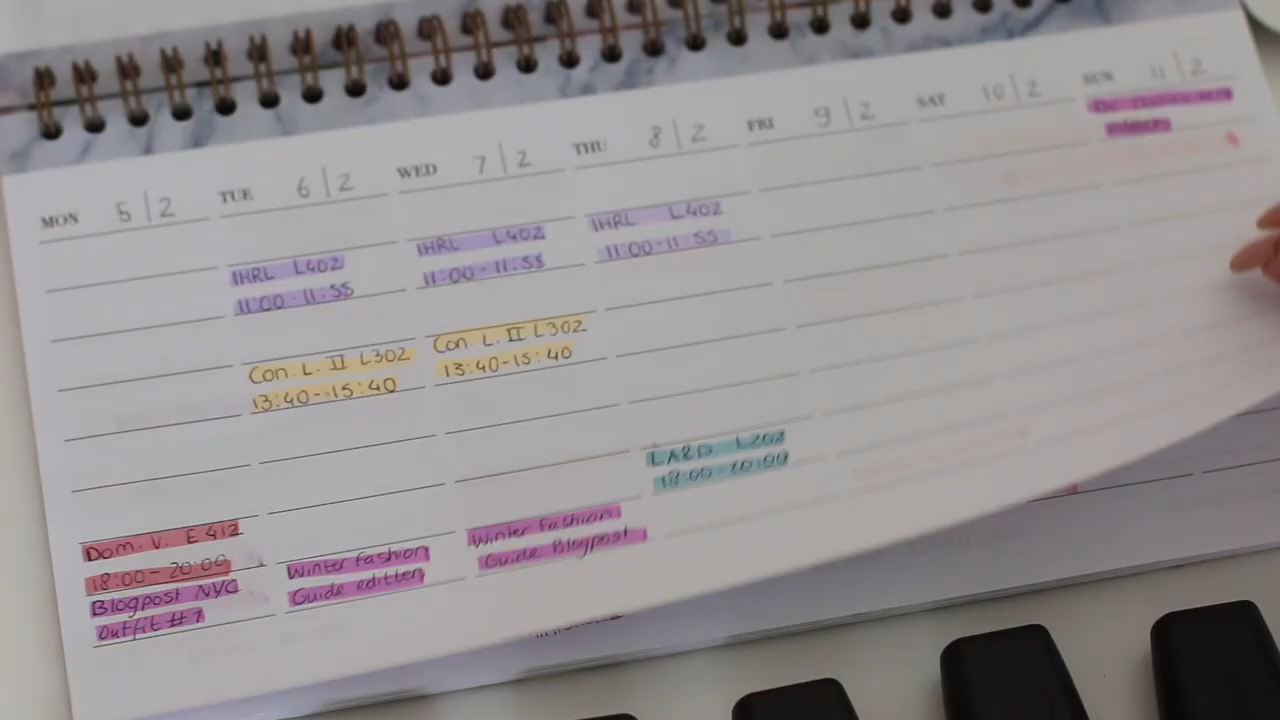 MON 5|2
TUE 6|2
WED 7|2
THU 8|2
FRI 9|2
SAT 10|2
SUN 11|2
IHRL L402
11:00-11:55
IHRL L402
11:00-11:55
IHRL L402
11:00-11:55
Con. L. II L302
13:40-15:40
Con. L. II L302
13:40-15:40
LARD L202
18:00-20:00
Dom. V. E 412
18:00-20:00
Blogpost NYC
Outfit #1
Winter fashion
Guide editten
Winter Fashion
Guide Blogpost